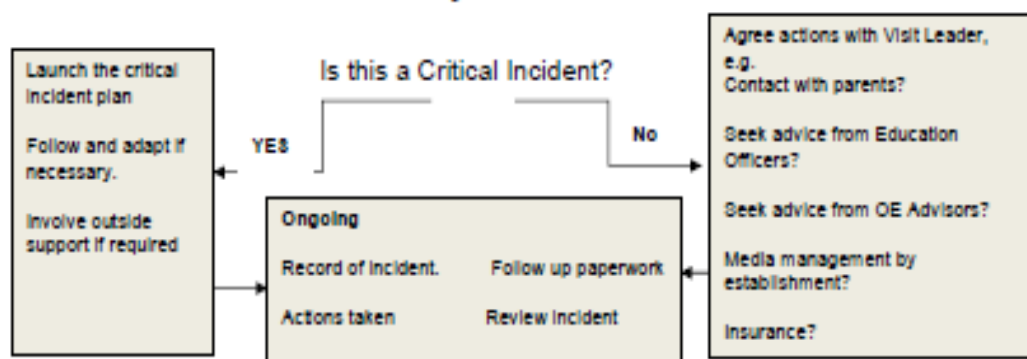 Is this a Critical Incident?
YES
No
Launch the critical
incident plan
Follow and adapt if
necessary.
Involve outside
support if required
Agree actions with Visit Leader,
e.g.
Contact with parents?
Seek advice from Education
Officers?
Seek advice from OE Advisors?
Media management by
establishment?
Insurance?
Ongoing
Record of incident. Follow up paperwork
Actions taken Review incident